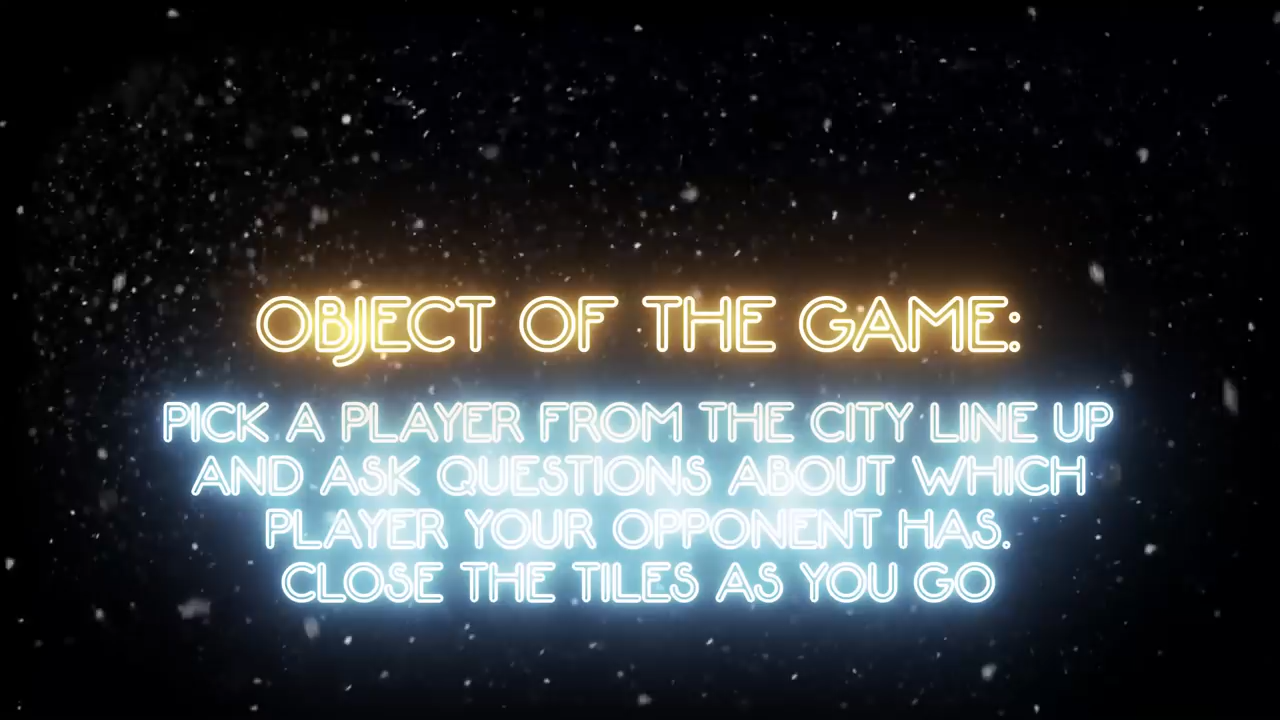 OBJECT OF THE GAME:
PICK A PLAYER FROM THE CITY LINE UP
AND ASK QUESTIONS ABOUT WHICH
PLAYER YOUR OPPONENT HAS.
CLOSE THE TILES AS YOU GO